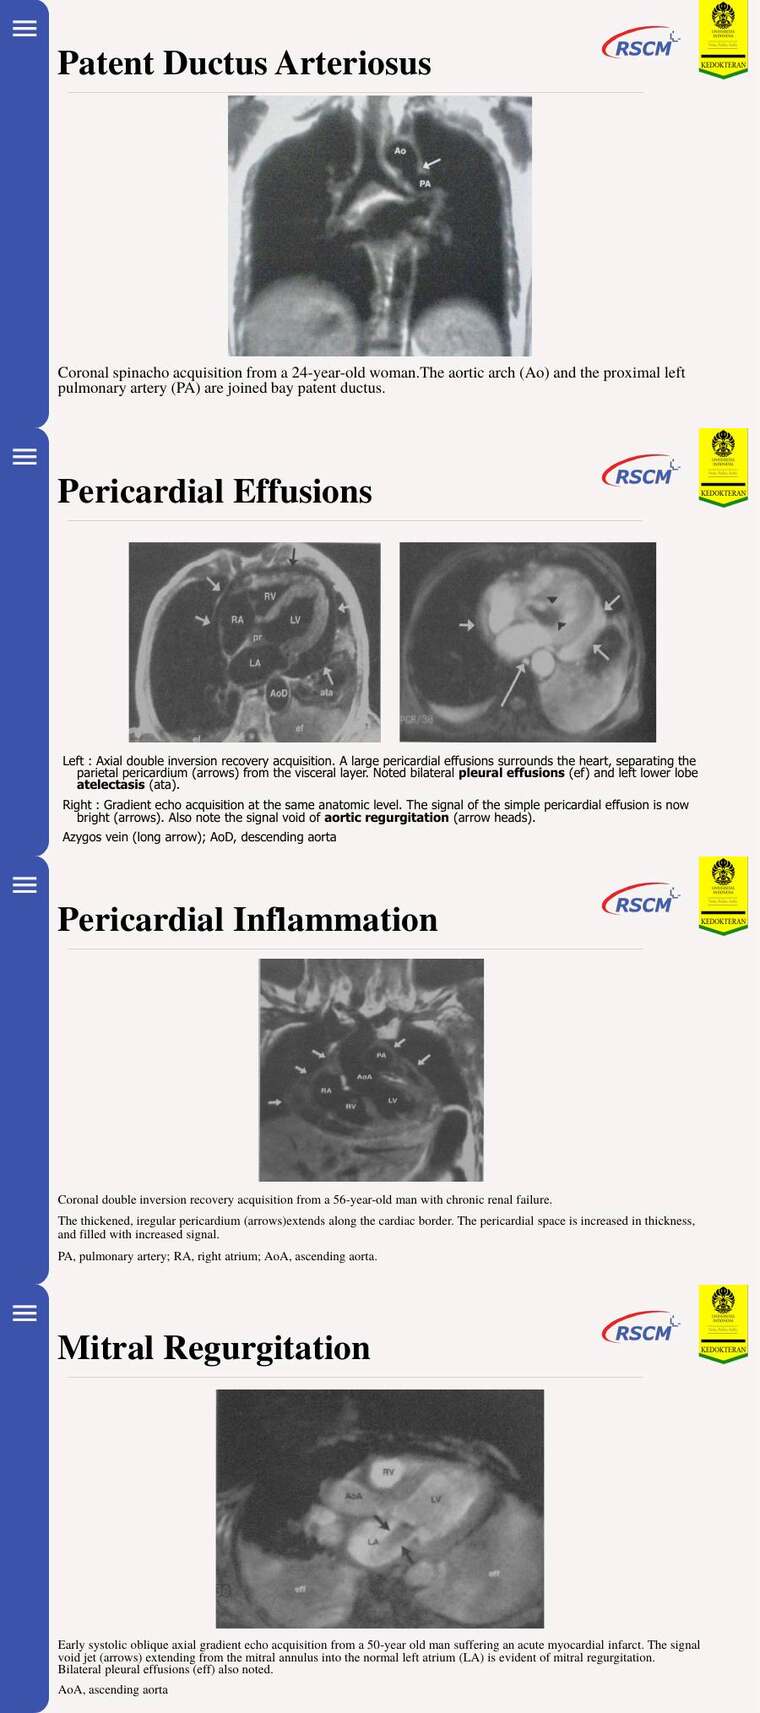 RSCM
UNIVERSITAS
INDONESIA
KEDOKTERAN
Patent Ductus Arteriosus
Ao
PA
Coronal spinacho acquisition from a 24-year-old woman.The aortic arch (Ao) and the proximal left
pulmonary artery (PA) are joined bay patent ductus.
RSCM
UNIVERSITAS
INDONESIA
KEDOKTERAN
Pericardial Effusions
RV
RA
LV
pr
LA
AoD
ata
ef
ef
PCR/30
Left : Axial double inversion recovery acquisition. A large pericardial effusions surrounds the heart, separating the
parietal pericardium (arrows) from the visceral layer. Noted bilateral pleural effusions (ef) and left lower lobe
atelectasis (ata).
Right : Gradient echo acquisition at the same anatomic level. The signal of the simple pericardial effusion is now
bright (arrows). Also note the signal void of aortic regurgitation (arrow heads).
Azygos vein (long arrow); AoD, descending aorta
RSCM
UNIVERSITAS
INDONESIA
KEDOKTERAN
Pericardial Inflammation
PA
AoA
RA
RV
LV
Coronal double inversion recovery acquisition from a 56-year-old man with chronic renal failure.
The thickened, iregular pericardium (arrows)extends along the cardiac border. The pericardial space is increased in thickness,
and filled with increased signal.
PA, pulmonary artery; RA, right atrium; AoA, ascending aorta.
RSCM
UNIVERSITAS
INDONESIA
KEDOKTERAN
Mitral Regurgitation
RV
AoA
LV
LA
eff
eff
Early systolic oblique axial gradient echo acquisition from a 50-year old man suffering an acute myocardial infarct. The signal
void jet (arrows) extending from the mitral annulus into the normal left atrium (LA) is evident of mitral regurgitation.
Bilateral pleural effusions (eff) also noted.
AoA, ascending aorta